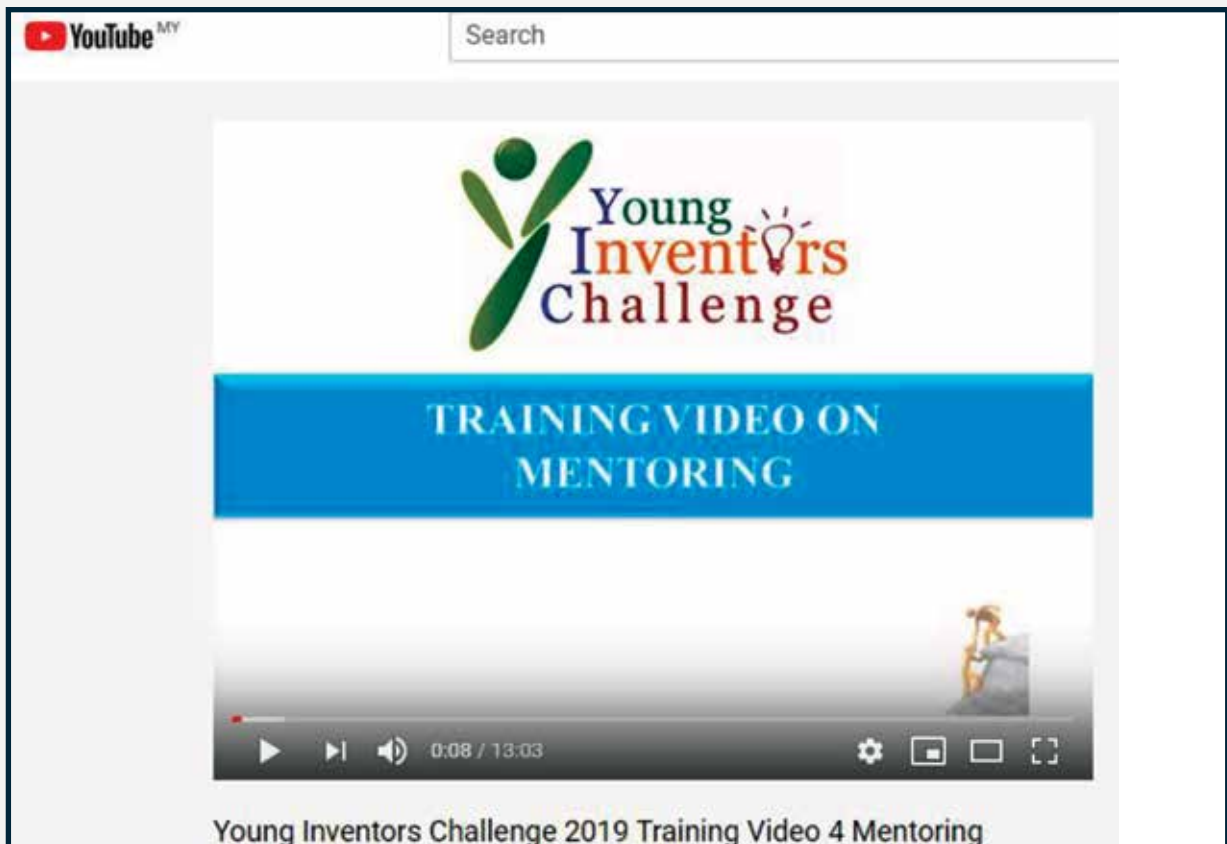 YouTube MY
Search
Young
Inventors
Challenge
TRAINING VIDEO ON
MENTORING
0:08 / 13:03
Young Inventors Challenge 2019 Training Video 4 Mentoring